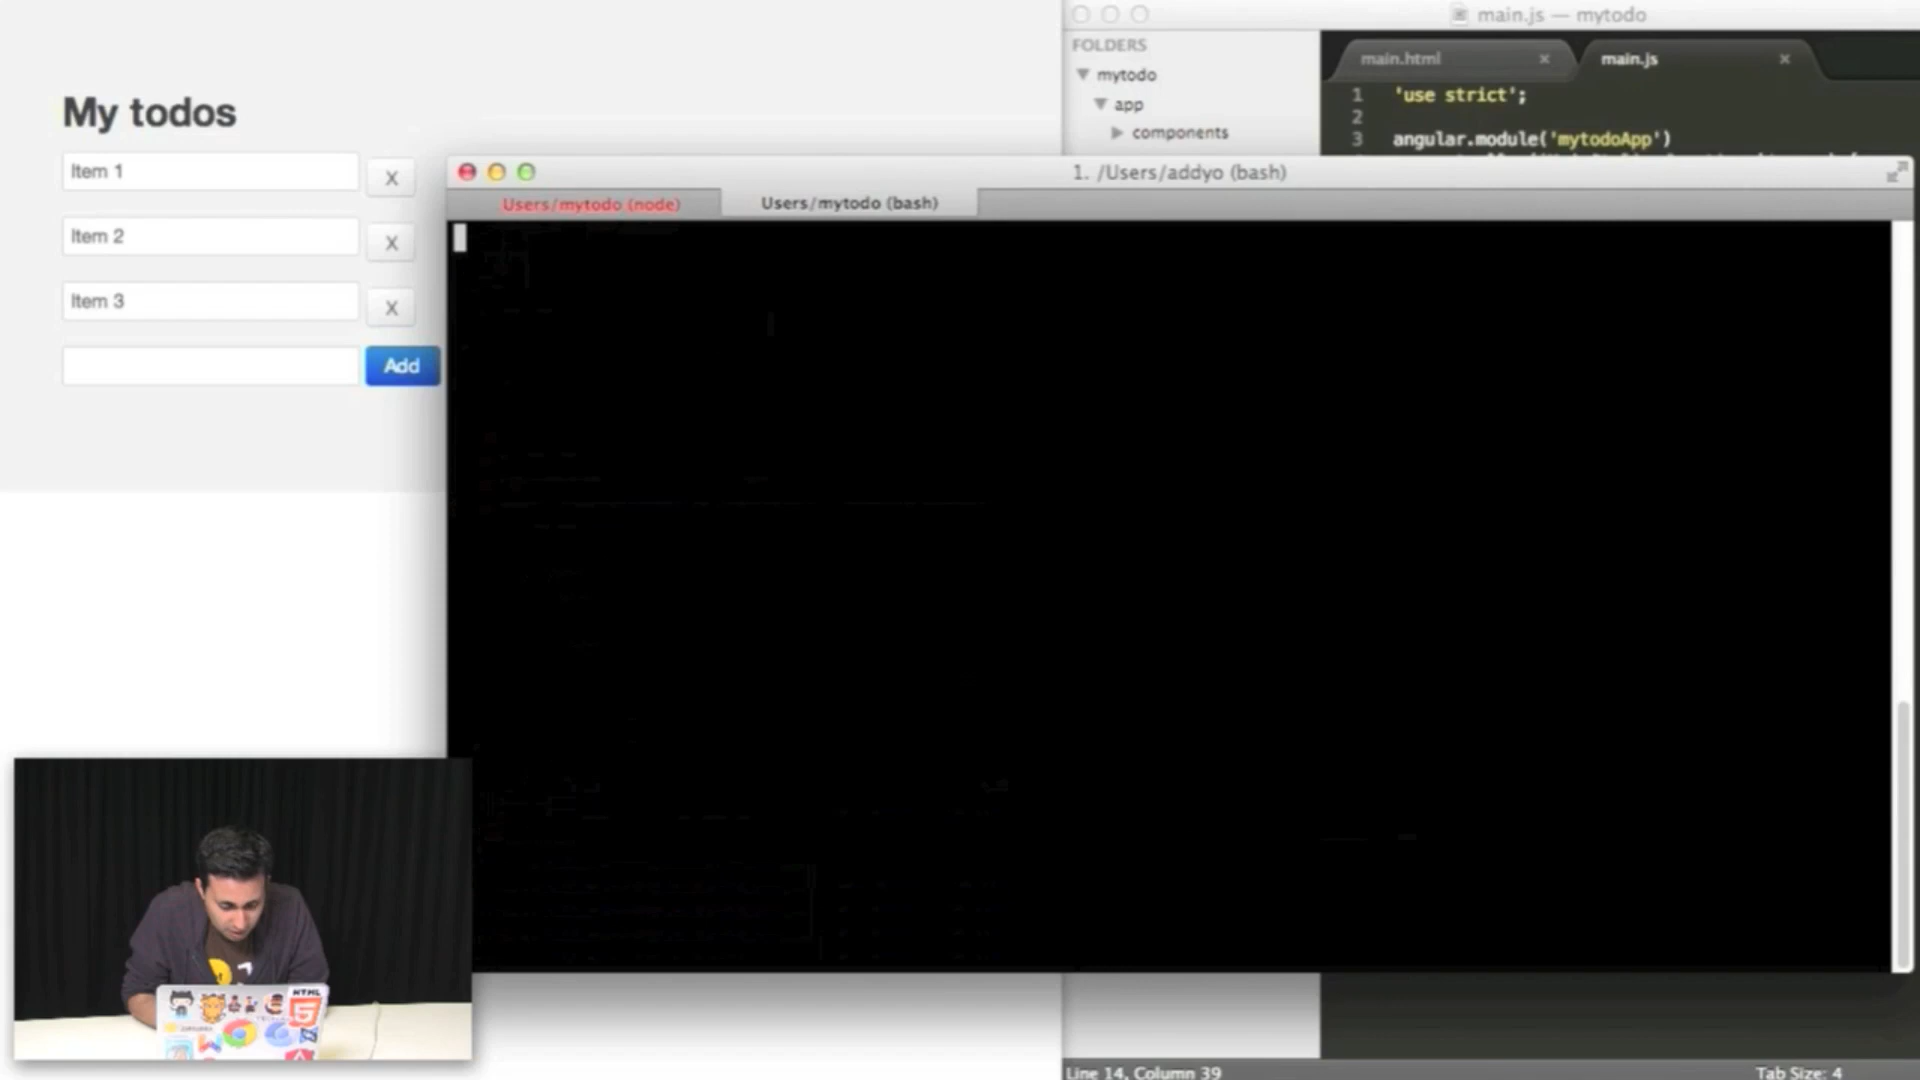 My todos
Item 1
X
Item 2
X
Item 3
X
Add
main.js — mytodo
FOLDERS
mytodo
app
components
main.html
main.js
1 'use strict';
2
3 angular.module('mytodoApp')
1. /Users/addyo (bash)
Users/mytodo (node)
Users/mytodo (bash)
HTML
5
Line 14, Column 39
Tab Size: 4